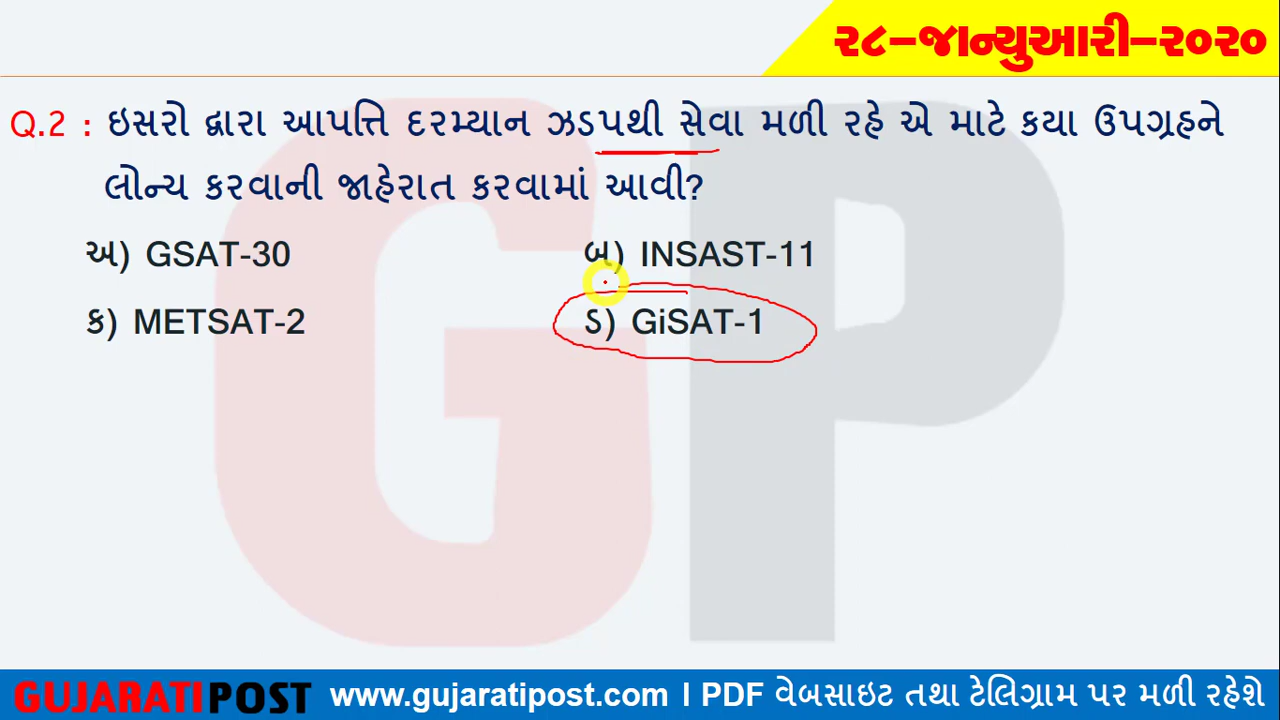 ૨૮-જાન્યુઆરી-૨૦૨૦
Q.2 : ઇસરો દ્વારા આપત્તિ દરમ્યાન ઝડપથી સેવા મળી રહે એ માટે કયા ઉપગ્રહને
લોન્ચ કરવાની જાહેરાત કરવામાં આવી?
અ) GSAT-30 બ) INSAST-11
ક) METSAT-2 ડ) GiSAT-1
GP
GUJARATIPOST www.gujaratipost.com I PDF વેબસાઇટ તથા ટેલિગ્રામ પર મળી રહેશે